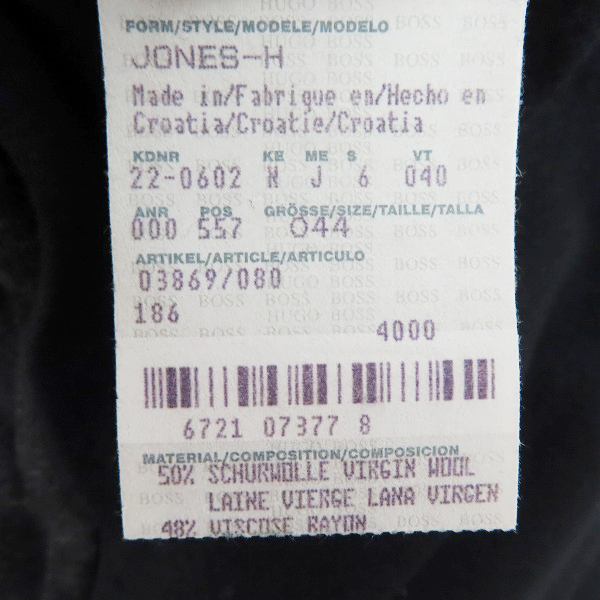 FORM/STYLE/MODELE/MODELO
JONES-H
Made in/Fabrique en/Hecho en
Croatia/Croatie/Croatia
KDNR KE ME S VT
22-0602 N J 6 040
ANR POS GRÖSSE/SIZE/TAILLE/TALLA
000 557 044
ARTIKEL/ARTICLE/ARTICULO
03869/080
186
4000
6721 07377 8
MATERIAL/COMPOSITION/COMPOSICION
50% SCHURWOLLE VIRGIN WOOL
LAINE VIERGE LANA VIRGEN
48% VISCOSE RAYON